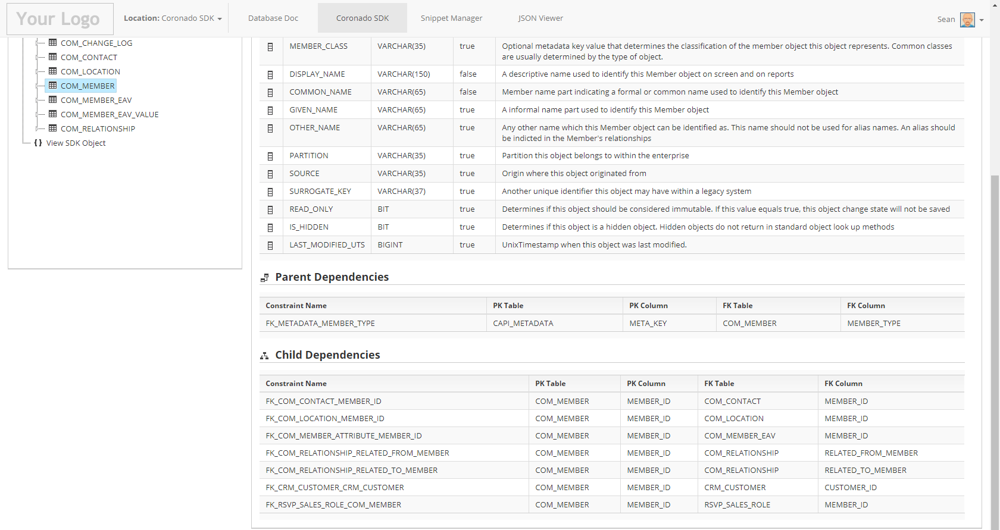 Your Logo
Location: Coronado SDK
Database Doc
Coronado SDK
Snippet Manager
JSON Viewer
Sean
COM_CHANGE_LOG
COM_CONTACT
COM_LOCATION
COM_MEMBER
COM_MEMBER_EAV
COM_MEMBER_EAV_VALUE
COM_RELATIONSHIP
View SDK Object
MEMBER_CLASS VARCHAR(35) true Optional metadata key value that determines the classification of the member object this object represents. Common classes
are usually determined by the type of object.
DISPLAY_NAME VARCHAR(150) false A descriptive name used to identify this Member object on screen and on reports
COMMON_NAME VARCHAR(65) false Member name part indicating a formal or common name used to identify this Member object
GIVEN_NAME VARCHAR(65) true A informal name part used to identify this Member object
OTHER_NAME VARCHAR(65) true Any other name which this Member object can be identified as. This name should not be used for alias names. An alias should
be indicted in the Member's relationships
PARTITION VARCHAR(35) true Partition this object belongs to within the enterprise
SOURCE VARCHAR(35) true Origin where this object originated from
SURROGATE_KEY VARCHAR(37) true Another unique identifier this object may have within a legacy system
READ_ONLY BIT true Determines if this object should be considered immutable. If this value equals true, this object change state will not be saved
IS_HIDDEN BIT true Determines if this object is a hidden object. Hidden objects do not return in standard object look up methods
LAST_MODIFIED_UTS BIGINT true UnixTimestamp when this object was last modified.
Parent Dependencies
Constraint Name PK Table PK Column FK Table FK Column
FK_METADATA_MEMBER_TYPE CAPI_METADATA META_KEY COM_MEMBER MEMBER_TYPE
Child Dependencies
Constraint Name PK Table PK Column FK Table FK Column
FK_COM_CONTACT_MEMBER_ID COM_MEMBER MEMBER_ID COM_CONTACT MEMBER_ID
FK_COM_LOCATION_MEMBER_ID COM_MEMBER MEMBER_ID COM_LOCATION MEMBER_ID
FK_COM_MEMBER_ATTRIBUTE_MEMBER_ID COM_MEMBER MEMBER_ID COM_MEMBER_EAV MEMBER_ID
FK_COM_RELATIONSHIP_RELATED_FROM_MEMBER COM_MEMBER MEMBER_ID COM_RELATIONSHIP RELATED_FROM_MEMBER
FK_COM_RELATIONSHIP_RELATED_TO_MEMBER COM_MEMBER MEMBER_ID COM_RELATIONSHIP RELATED_TO_MEMBER
FK_CRM_CUSTOMER_CRM_CUSTOMER COM_MEMBER MEMBER_ID CRM_CUSTOMER CUSTOMER_ID
FK_RSVP_SALES_ROLE_COM_MEMBER COM_MEMBER MEMBER_ID RSVP_SALES_ROLE MEMBER_ID